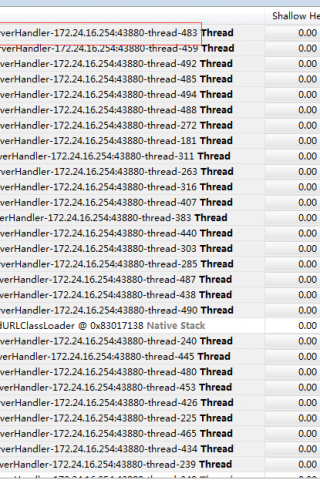 Shallow He
rverHandler-172.24.16.254:43880-thread-483 Thread 0.00
verHandler-172.24.16.254:43880-thread-459 Thread 0.00
verHandler-172.24.16.254:43880-thread-492 Thread 0.00
verHandler-172.24.16.254:43880-thread-485 Thread 0.00
verHandler-172.24.16.254:43880-thread-494 Thread 0.00
verHandler-172.24.16.254:43880-thread-488 Thread 0.00
verHandler-172.24.16.254:43880-thread-272 Thread 0.00
verHandler-172.24.16.254:43880-thread-181 Thread 0.00
verHandler-172.24.16.254:43880-thread-311 Thread 0.00
verHandler-172.24.16.254:43880-thread-263 Thread 0.00
verHandler-172.24.16.254:43880-thread-316 Thread 0.00
verHandler-172.24.16.254:43880-thread-407 Thread 0.00
erHandler-172.24.16.254:43880-thread-383 Thread 0.00
verHandler-172.24.16.254:43880-thread-440 Thread 0.00
verHandler-172.24.16.254:43880-thread-303 Thread 0.00
verHandler-172.24.16.254:43880-thread-285 Thread 0.00
verHandler-172.24.16.254:43880-thread-487 Thread 0.00
verHandler-172.24.16.254:43880-thread-438 Thread 0.00
verHandler-172.24.16.254:43880-thread-490 Thread 0.00
dURLClassLoader @ 0x83017138 Native Stack 0.00
verHandler-172.24.16.254:43880-thread-240 Thread 0.00
verHandler-172.24.16.254:43880-thread-445 Thread 0.00
verHandler-172.24.16.254:43880-thread-480 Thread 0.00
verHandler-172.24.16.254:43880-thread-453 Thread 0.00
verHandler-172.24.16.254:43880-thread-426 Thread 0.00
verHandler-172.24.16.254:43880-thread-225 Thread 0.00
verHandler-172.24.16.254:43880-thread-465 Thread 0.00
verHandler-172.24.16.254:43880-thread-434 Thread 0.00
verHandler-172.24.16.254:43880-thread-239 Thread 0.00